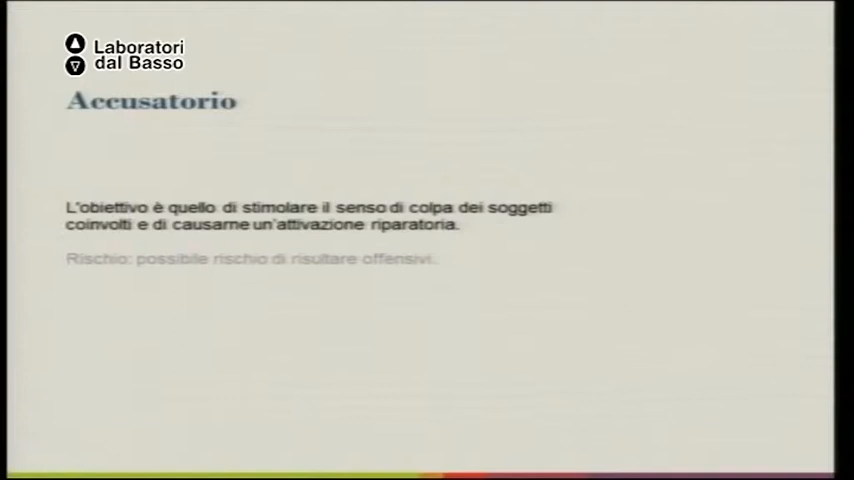 Laboratori
dal Basso
Accusatorio
L'obiettivo è quello di stimolare il senso di colpa dei soggetti
coinvolti e di causarne un'attivazione riparatoria.
Rischio: possibile rischio di risultare offensivi.